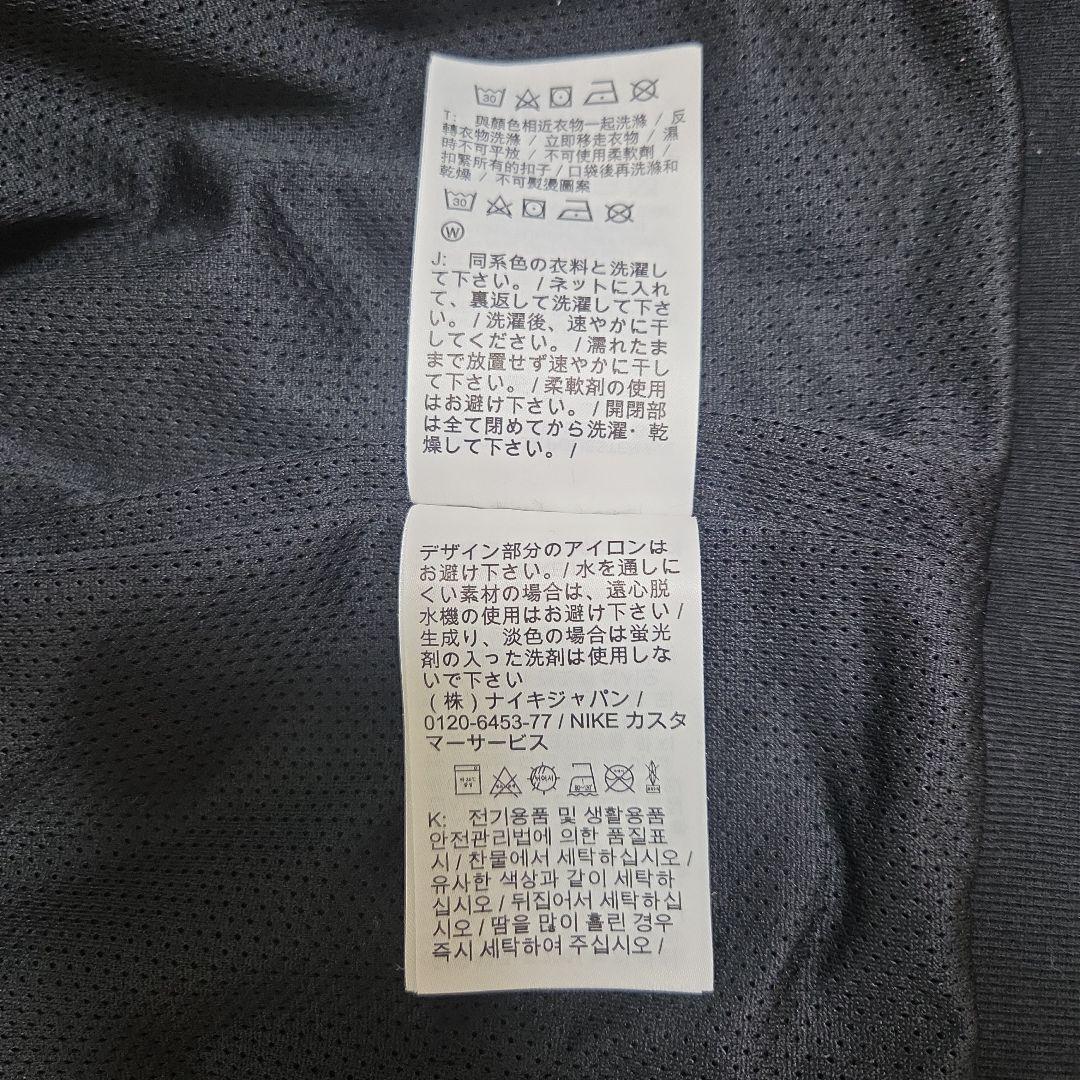 30
T: 與顏色相近衣物一起洗滌 / 反
轉衣物洗滌 / 立即移走衣物 / 濕
時不可平放 / 不可使用柔軟劑 /
扣緊所有的扣子 / 口袋後再洗滌和
乾燥 / 不可熨燙圖案
30
W
J: 同系色の衣料と洗濯し
て下さい。 / ネットに入れ
て、裏返して洗濯して下さ
い。 / 洗濯後、速やかに干
してください。 / 濡れたま
まで放置せず速やかに干し
て下さい。 / 柔軟剤の使用
はお避け下さい。 / 開閉部
は全て閉めてから洗濯・乾
燥して下さい。 /
デザイン部分のアイロンは
お避け下さい。 / 水を通しに
くい素材の場合は、遠心脱
水機の使用はお避け下さい /
生成り、淡色の場合は蛍光
剤の入った洗剤は使用しな
いで下さい
(株) ナイキジャパン /
0120-6453-77 / NIKE カスタ
マーサービス
K: 전기용품 및 생활용품
안전관리법에 의한 품질표
시 / 찬물에서 세탁하십시오 /
유사한 색상과 같이 세탁하
십시오 / 뒤집어서 세탁하십
시오 / 땀을 많이 흘린 경우
즉시 세탁하여 주십시오 /